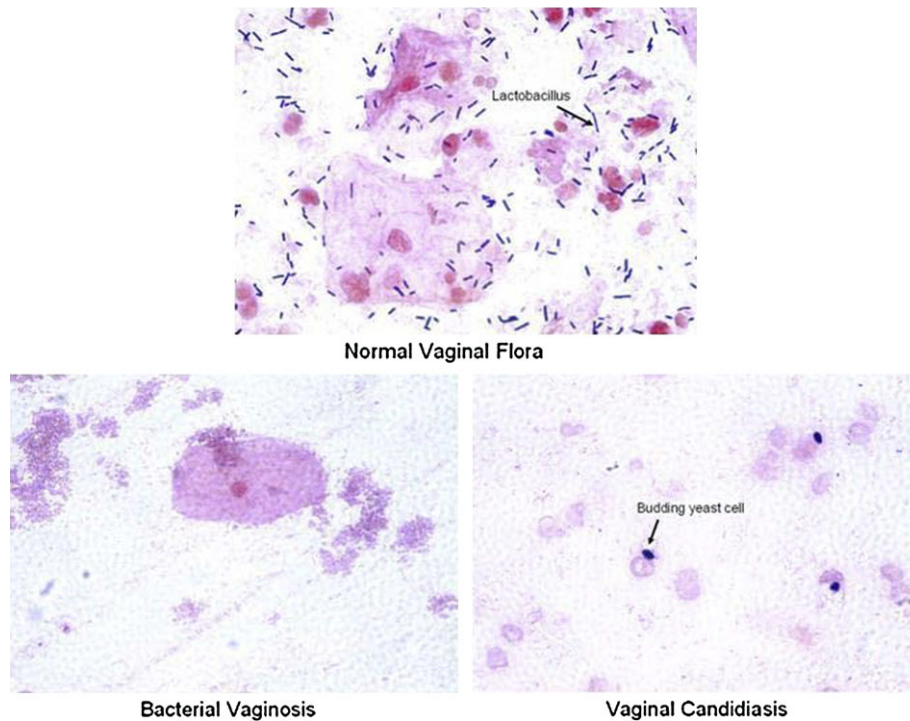 Lactobacillus
Normal Vaginal Flora
Budding yeast cell
Bacterial Vaginosis
Vaginal Candidiasis